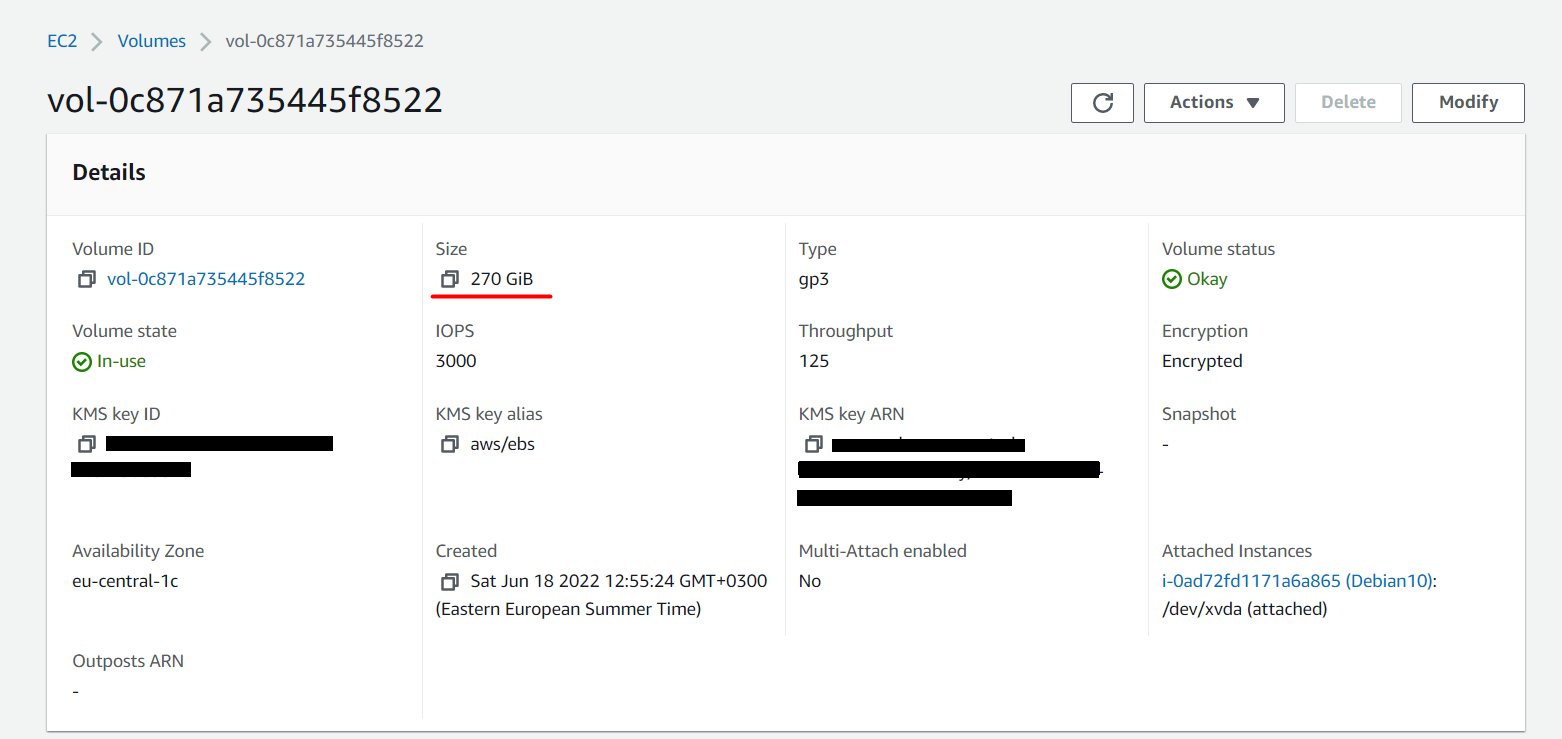 EC2 > Volumes > vol-0c871a735445f8522
vol-0c871a735445f8522
Actions ▼ Delete Modify
Details
Volume ID
vol-0c871a735445f8522
Size
270 GiB
Type
gp3
Volume status
Okay
Volume state
In-use
IOPS
3000
Throughput
125
Encryption
Encrypted
KMS key ID
KMS key alias
aws/ebs
KMS key ARN
Snapshot
-
Availability Zone
eu-central-1c
Created
Sat Jun 18 2022 12:55:24 GMT+0300
(Eastern European Summer Time)
Multi-Attach enabled
No
Attached Instances
i-0ad72fd1171a6a865 (Debian10):
/dev/xvda (attached)
Outposts ARN
-